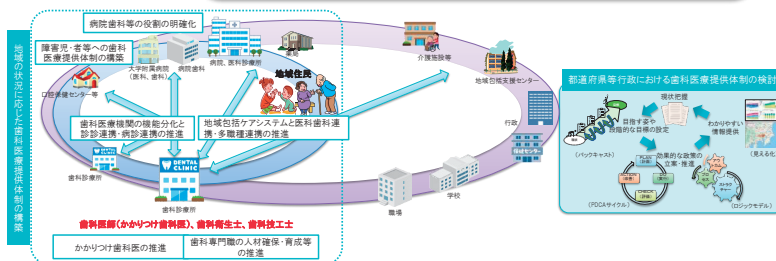 病院歯科等の役割の明確化
地域の状況に応じた歯科医療提供体制の構築
障害児・者等への歯科
医療提供体制の構築
大学附属病院
(医科、歯科)
病院歯科
病院、医科診療所
薬局
介護施設等
地域包括支援センター
地域住民
口腔保健センター等
歯科医療機関の機能分化と
診診連携・病診連携の推進
地域包括ケアシステムと医科歯科連
携・多職種連携の推進
行政
保健センター
歯科診療所
DENTAL
CLINIC
歯科診療所
学校
職場
歯科医師(かかりつけ歯科医)、歯科衛生士、歯科技工士
かかりつけ歯科医の推進
歯科専門職の人材確保・育成等
の推進
都道府県等行政における歯科医療提供体制の検討
現状把握
目指す姿や
段階的な目標の設定
わかりやすい
情報提供
(バックキャスト)
効果的な政策の
立案・推進
(見える化)
PLAN
CHECK
(PDCAサイクル)
(ロジックモデル)